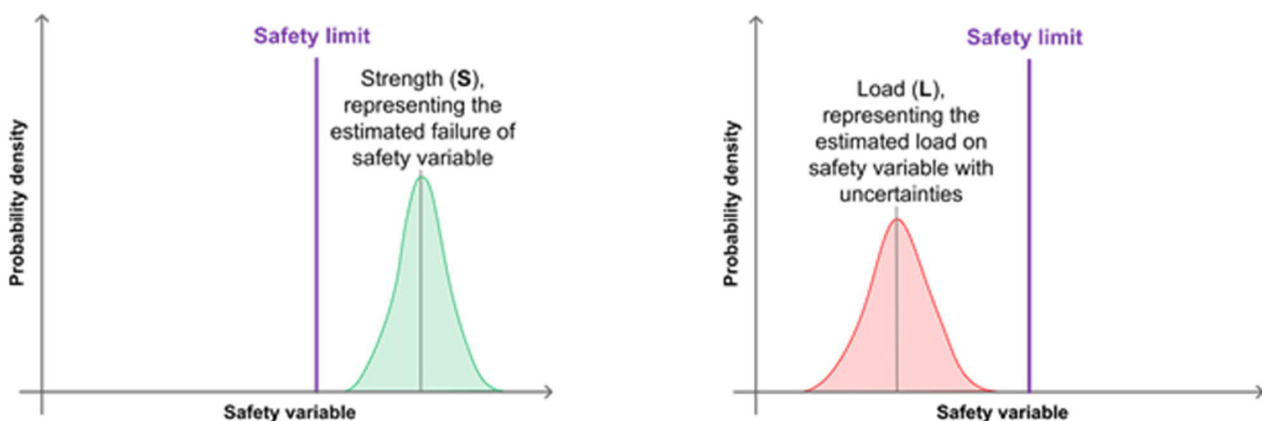 Safety limit
Strength (S),
representing the
estimated failure of
safety variable
Probability density
Safety variable
Safety limit
Load (L),
representing the
estimated load on
safety variable with
uncertainties
Probability density
Safety variable